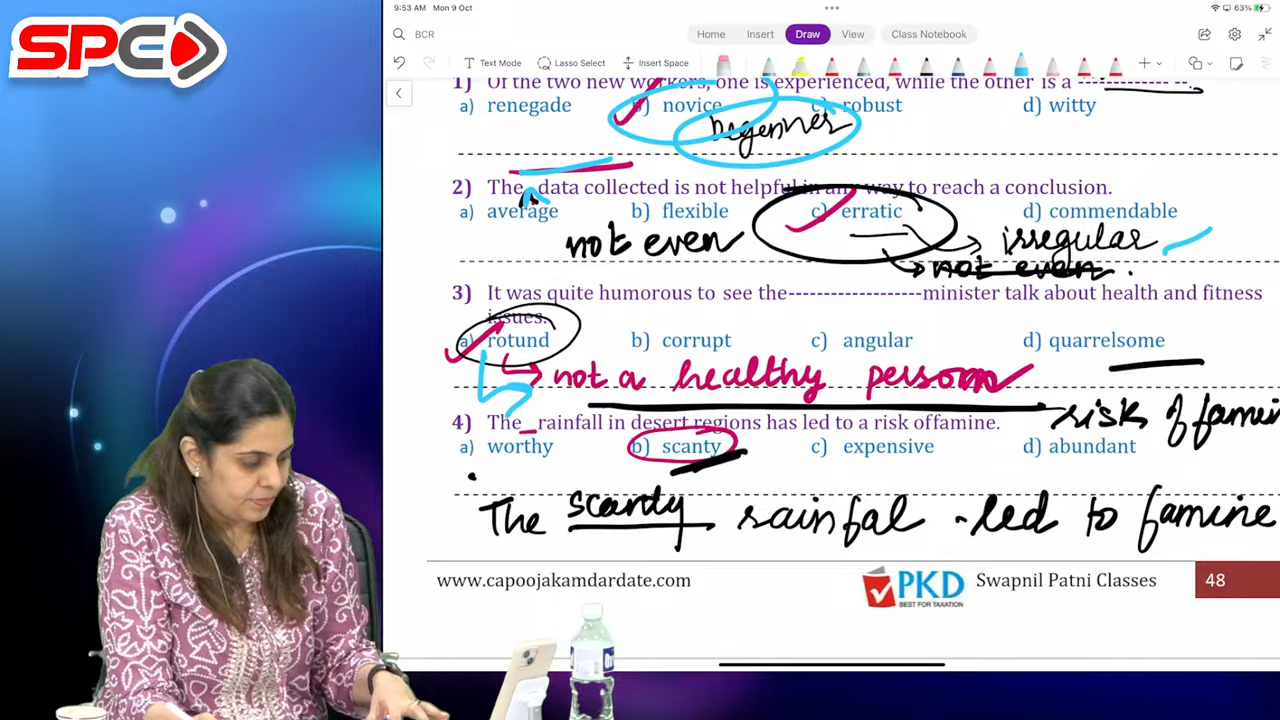 9:53 AM Mon 9 Oct
63%
SPC
BCR
Home Insert Draw View Class Notebook
Text Mode Lasso Select Insert Space
1) Of the two new workers, one is experienced, while the other is a ------------.
a) renegade b) novice c) robust d) witty
begenner
2) The data collected is not helpful in any way to reach a conclusion.
a) average b) flexible c) erratic d) commendable
not even irregular
not even.
3) It was quite humorous to see the-------------------minister talk about health and fitness
issues.
a) rotund b) corrupt c) angular d) quarrelsome
not a healthy person
4) The_rainfall in desert regions has led to a risk offamine.
risk of famin
a) worthy b) scanty c) expensive d) abundant
The scanty rainfal . led to famine
www.capoojakamdardate.com PKD BEST FOR TAXATION Swapnil Patni Classes 48